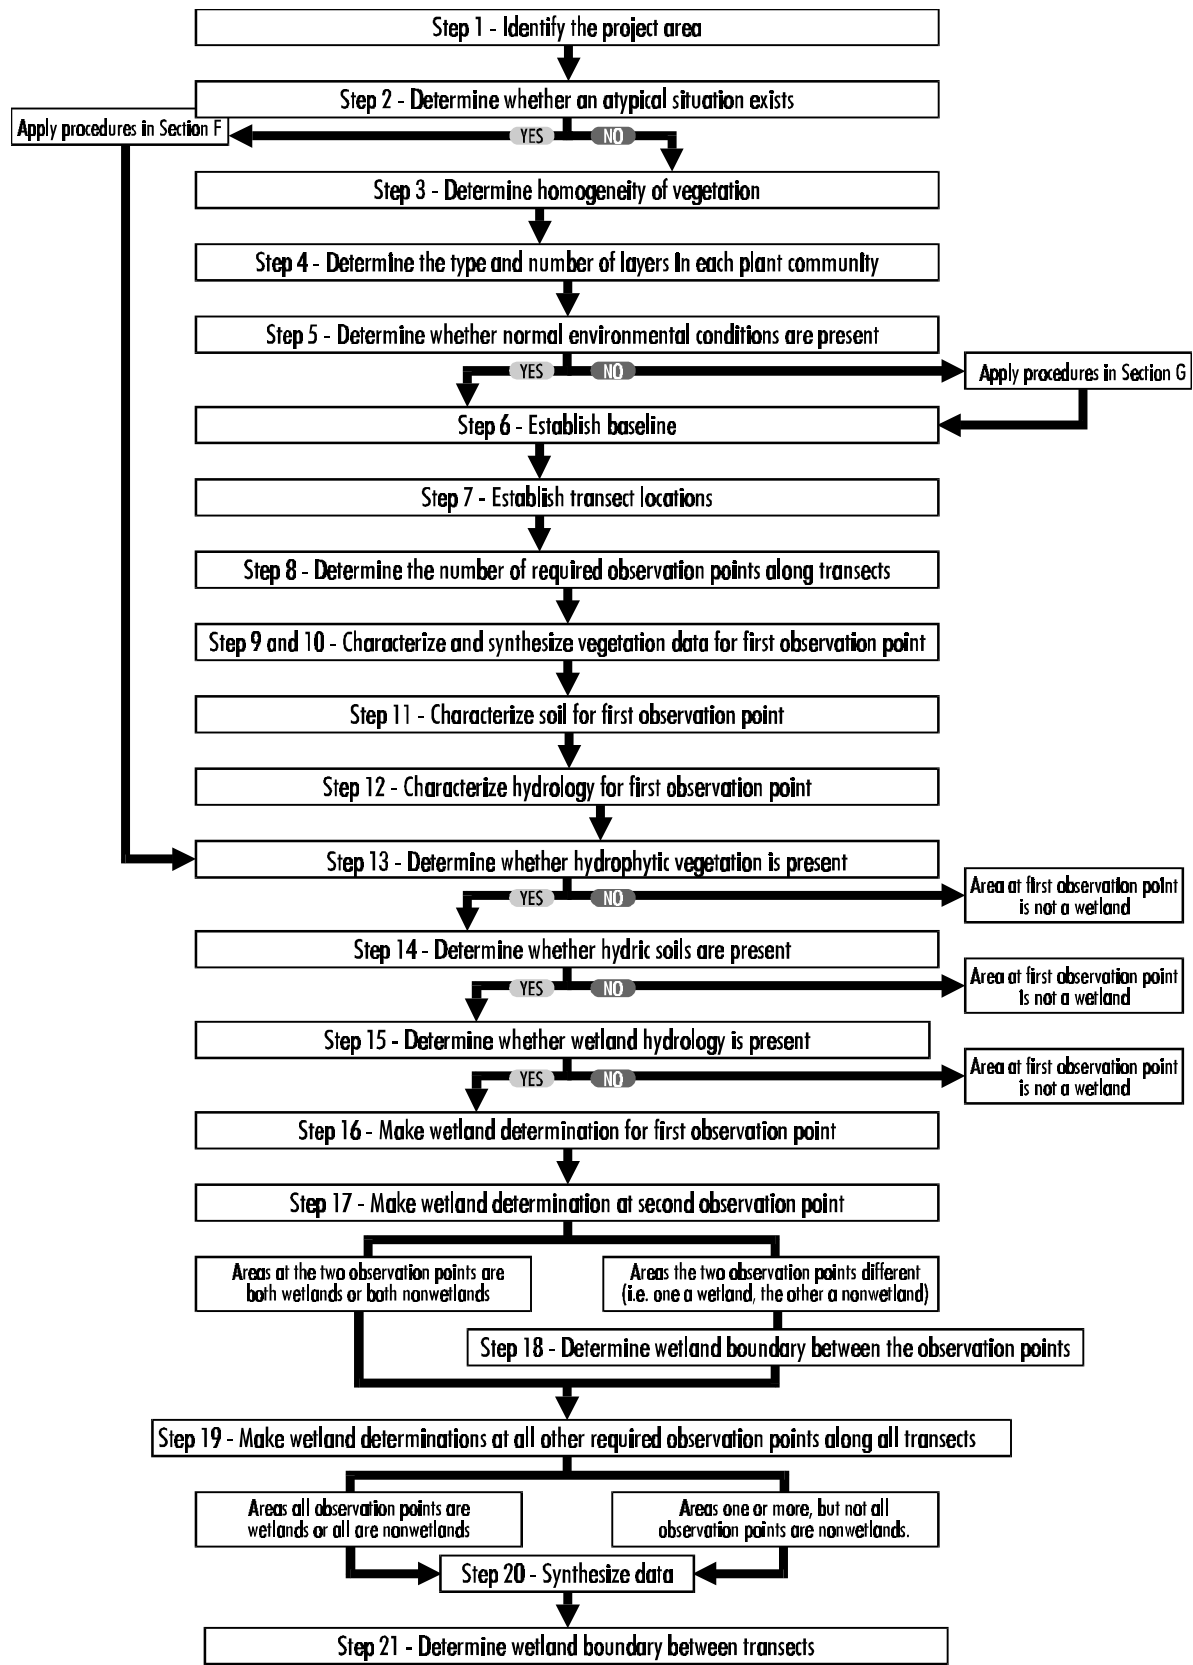 Step 1 - Identify the project area
Step 2 - Determine whether an atypical situation exists
Apply procedures in Section F
YES
NO
Step 3 - Determine homogeneity of vegetation
Step 4 - Determine the type and number of layers in each plant community
Step 5 - Determine whether normal environmental conditions are present
YES
NO
Apply procedures in Section G
Step 6 - Establish baseline
Step 7 - Establish transect locations
Step 8 - Determine the number of required observation points along transects
Step 9 and 10 - Characterize and synthesize vegetation data for first observation point
Step 11 - Characterize soil for first observation point
Step 12 - Characterize hydrology for first observation point
Step 13 - Determine whether hydrophytic vegetation is present
YES
NO
Area at first observation point
is not a wetland
Step 14 - Determine whether hydric soils are present
YES
NO
Area at first observation point
is not a wetland
Step 15 - Determine whether wetland hydrology is present
YES
NO
Area at first observation point
is not a wetland
Step 16 - Make wetland determination for first observation point
Step 17 - Make wetland determination at second observation point
Areas at the two observation points are
both wetlands or both nonwetlands
Areas the two observation points different
(i.e. one a wetland, the other a nonwetland)
Step 18 - Determine wetland boundary between the observation points
Step 19 - Make wetland determinations at all other required observation points along all transects
Areas all observation points are
wetlands or all are nonwetlands
Areas one or more, but not all
observation points are nonwetlands.
Step 20 - Synthesize data
Step 21 - Determine wetland boundary between transects